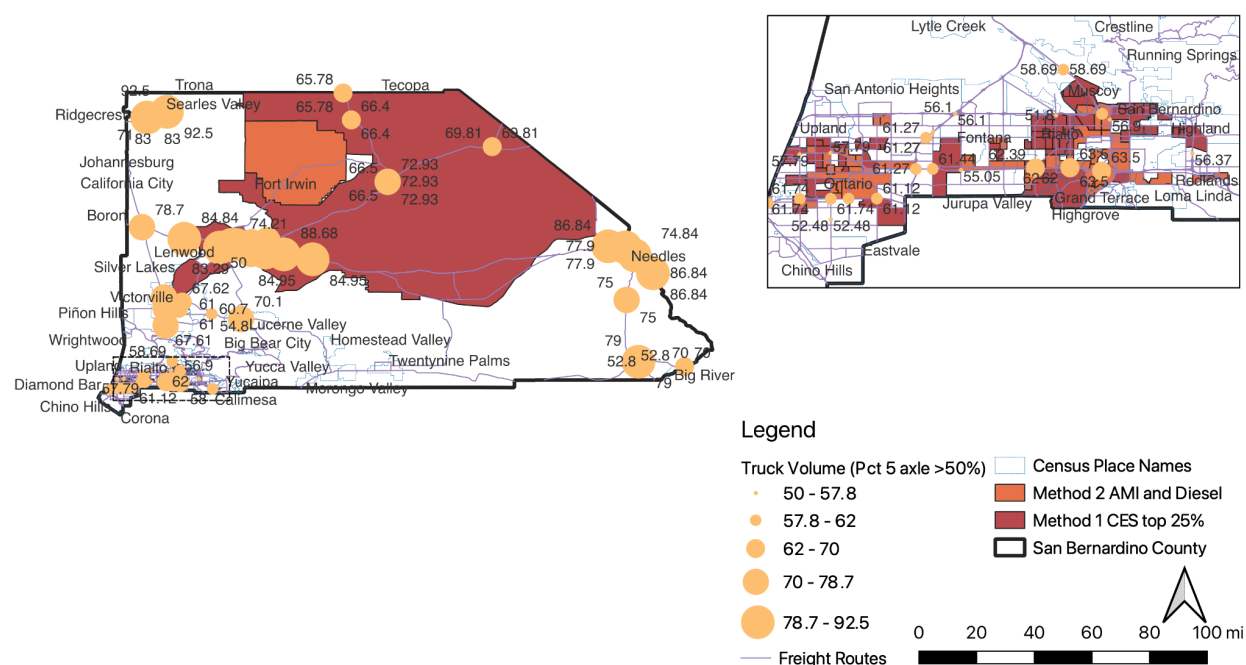 Trona
65.78
Tecopa
92.5
Searles Valley
65.78
66.4
Ridgecres
71
83
83
92.5
66.4
69.81
69.81
Johannesburg
66.5
72.93
California City
Fort Irwin
72.93
66.5
72.93
Boron
78.7
84.84
74.21
86.84
74.84
Lenwood
88.68
77.9
Needles
Silver Lakes
83.29
50
77.9
86.84
84.95
84.95
75
86.84
67.62
Victorville
61
60.7
70.1
Piñon Hills
61
54.8
Lucerne Valley
75
Wrightwood
67.61
Big Bear City
Homestead Valley
79
58.69
52.8
52.8
70
70
Upland
Rialto
56.9
Yucca Valley
Twentynine Palms
Big River
Diamond Bar
57.79
62
Yucaipa
Morongo Valley
79
61.12
58
Calimesa
Chino Hills
Corona
Lytle Creek
Crestline
Running Springs
58.69
58.69
San Antonio Heights
Muscoy
56.1
51.8
San Bernardino
Upland
61.27
56.1
56.9
Highland
Fontana
Rialto
57.79
61.27
57.79
61.44
62.39
63.5
63.5
56.37
Ontario
61.27
55.05
62
62
63.5
Redlands
61.74
61.12
Jurupa Valley
Grand Terrace
Loma Linda
61.74
61.74
61.12
Highgrove
52.48
52.48
Eastvale
Chino Hills
Legend
Truck Volume (Pct 5 axle >50%)
50 - 57.8
57.8 - 62
62 - 70
70 - 78.7
78.7 - 92.5
Freight Routes
Census Place Names
Method 2 AMI and Diesel
Method 1 CES top 25%
San Bernardino County
0 20 40 60 80 100 mi